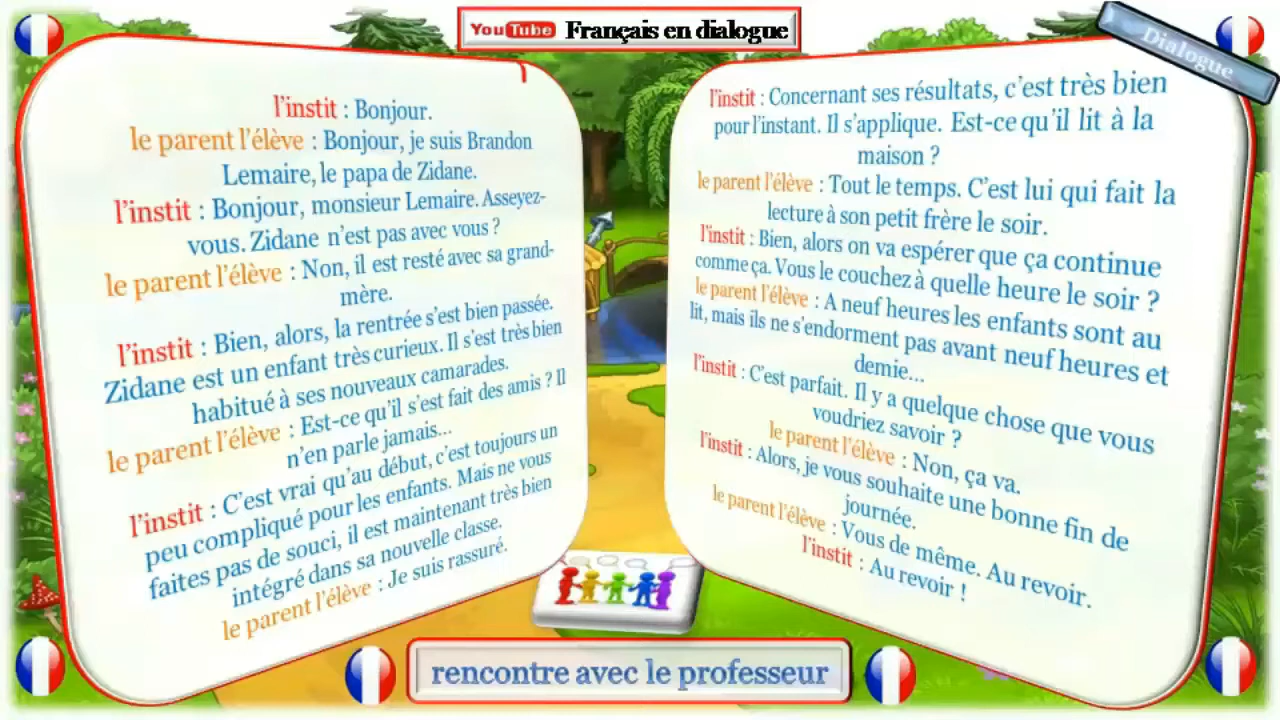 YouTube Français en dialogue
Dialogue
l'instit : Bonjour.
le parent l'élève : Bonjour, je suis Brandon
Lemaire, le papa de Zidane.
l'instit : Bonjour, monsieur Lemaire. Asseyez-
vous. Zidane n'est pas avec vous ?
le parent l'élève : Non, il est resté avec sa grand-
mère.
l'instit : Bien, alors, la rentrée s'est bien passée.
Zidane est un enfant très curieux. Il s'est très bien
habitué à ses nouveaux camarades.
le parent l'élève : Est-ce qu'il s'est fait des amis ? Il
n'en parle jamais...
l'instit : C'est vrai qu'au début, c'est toujours un
peu compliqué pour les enfants. Mais ne vous
faites pas de souci, il est maintenant très bien
intégré dans sa nouvelle classe.
le parent l'élève : Je suis rassuré.
l'instit : Concernant ses résultats, c'est très bien
pour l'instant. Il s'applique. Est-ce qu'il lit à la
maison ?
le parent l'élève : Tout le temps. C'est lui qui fait la
lecture à son petit frère le soir.
l'instit : Bien, alors on va espérer que ça continue
comme ça. Vous le couchez à quelle heure le soir ?
le parent l'élève : A neuf heures les enfants sont au
lit, mais ils ne s'endorment pas avant neuf heures et
demie...
l'instit : C'est parfait. Il y a quelque chose que vous
voudriez savoir ?
le parent l'élève : Non, ça va.
l'instit : Alors, je vous souhaite une bonne fin de
journée.
le parent l'élève : Vous de même. Au revoir.
l'instit : Au revoir !
rencontre avec le professeur